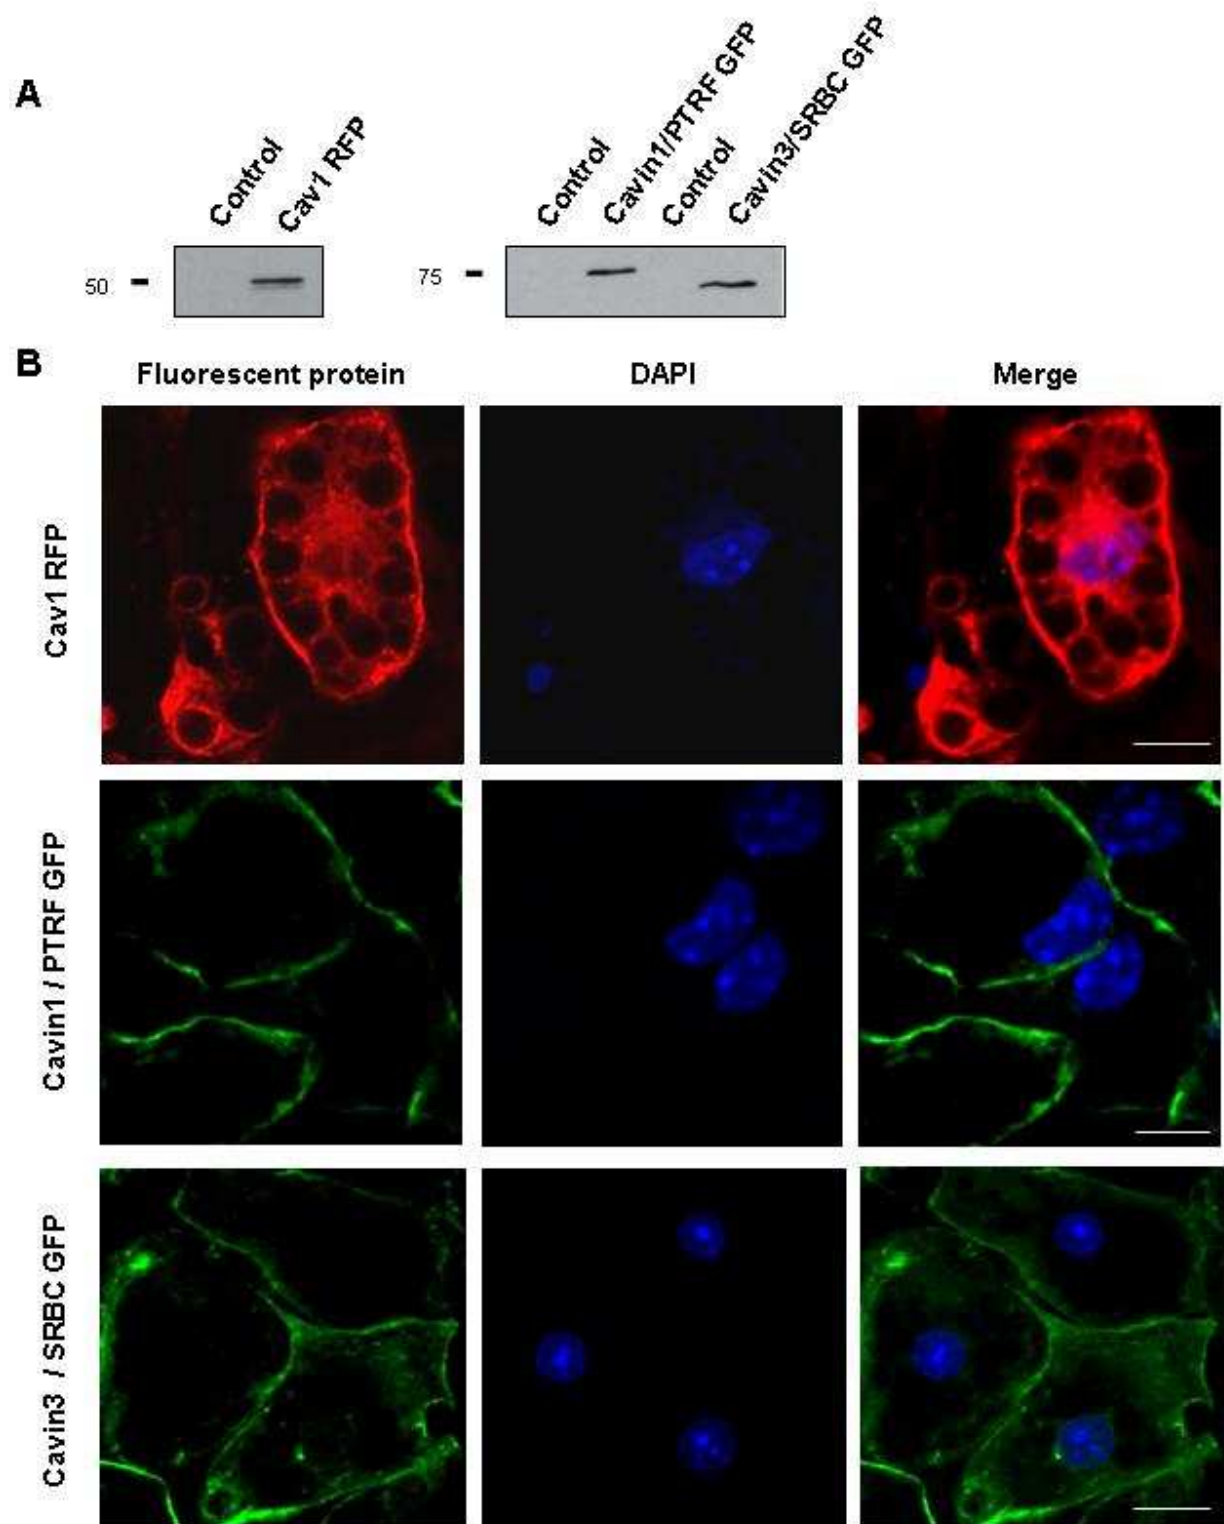 A
Control
Cav1 RFP
Control
Cavin1/PTRF GFP
Control
Cavin3/SRBC GFP
50
75
B
Fluorescent protein
DAPI
Merge
Cav1 RFP
Cavin1 / PTRF GFP
Cavin3 / SRBC GFP